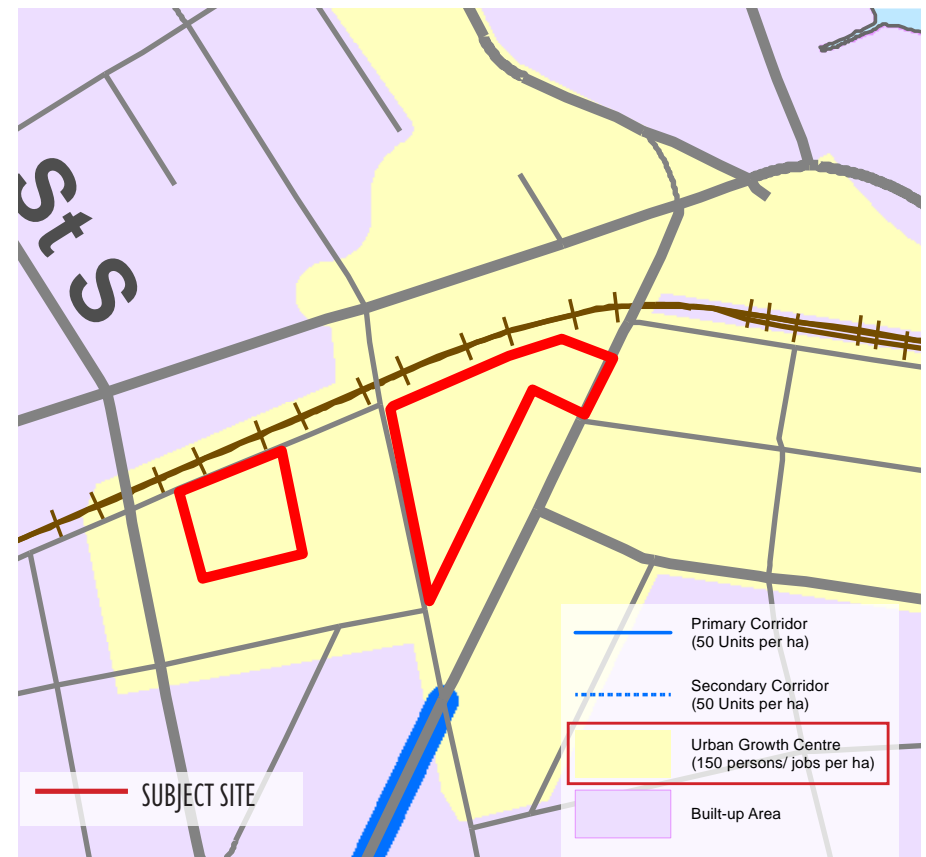 St S
Primary Corridor
(50 Units per ha)
Secondary Corridor
(50 Units per ha)
Urban Growth Centre
(150 persons/ jobs per ha)
Built-up Area
SUBJECT SITE